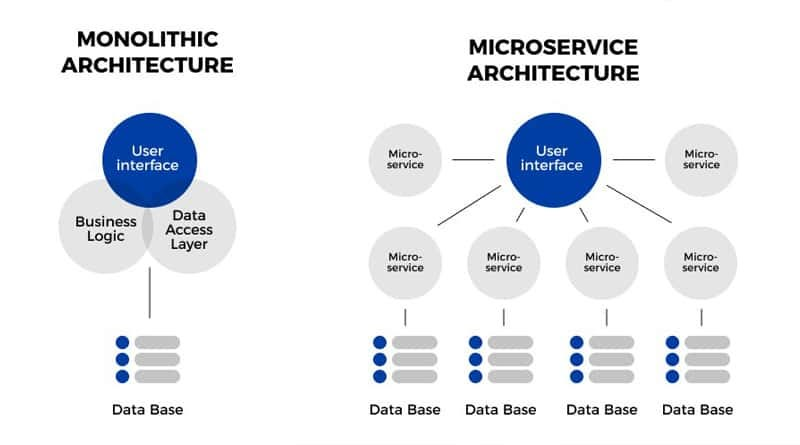 MONOLITHIC
ARCHITECTURE
User
interface
Business
Logic
Data
Access
Layer
Data Base
MICROSERVICE
ARCHITECTURE
Micro-
service
User
interface
Micro-
service
Micro-
service
Micro-
service
Micro-
service
Micro-
service
Data Base
Data Base
Data Base
Data Base